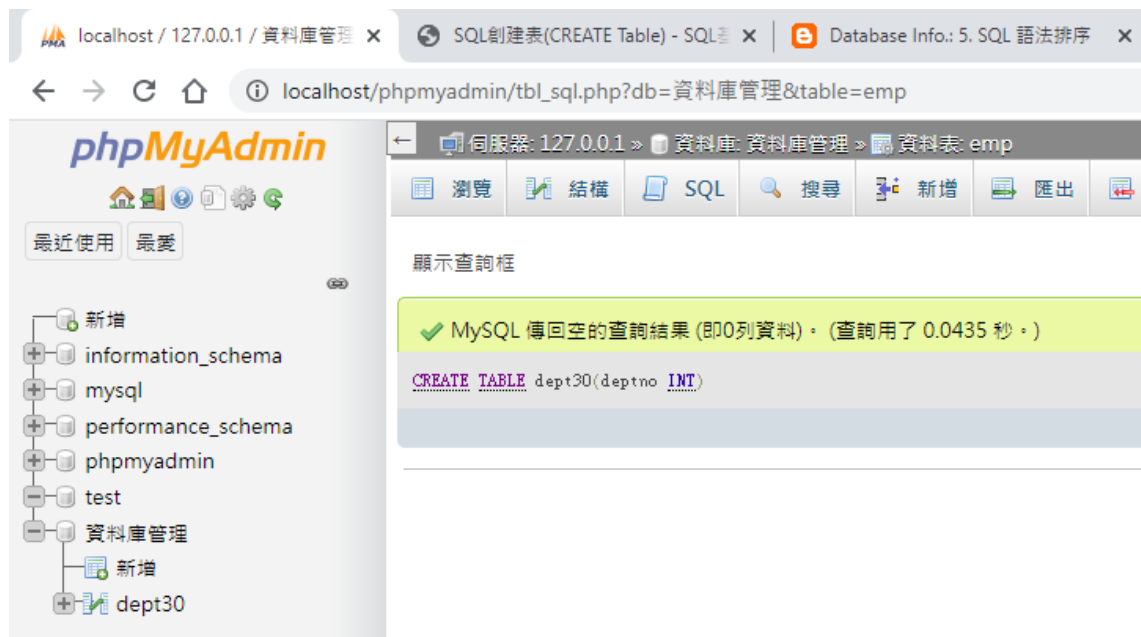 localhost / 127.0.0.1 / 資料庫管理
SQL創建表(CREATE Table) - SQL
Database Info.: 5. SQL 語法排序
localhost/phpmyadmin/tbl_sql.php?db=資料庫管理&table=emp
phpMyAdmin
最近使用 最愛
新增
information_schema
mysql
performance_schema
phpmyadmin
test
資料庫管理
新增
dept30
伺服器: 127.0.0.1 » 資料庫: 資料庫管理 » 資料表: emp
瀏覽 結構 SQL 搜尋 新增 匯出
顯示查詢框
MySQL 傳回空的查詢結果 (即0列資料)。 (查詢用了 0.0435 秒。)
CREATE TABLE dept30(deptno INT)